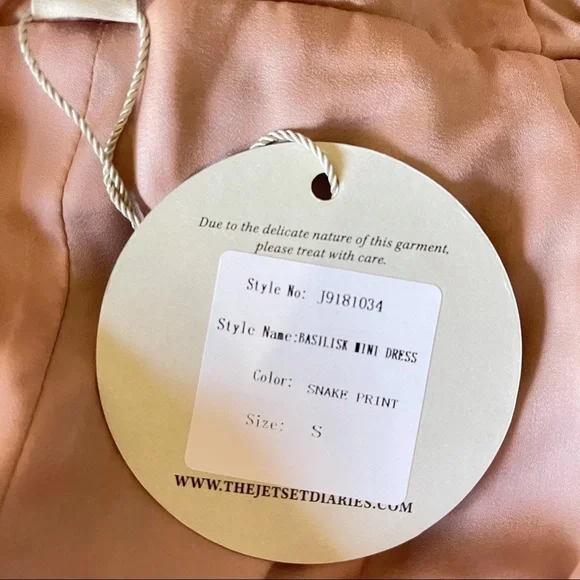 Due to the delicate nature of this garment,
please treat with care.
Style No: J9181034
Style Name:BASILISK MINI DRESS
Color: SNAKE PRINT
Size: S
WWW.THEJETSETDIARIES.COM